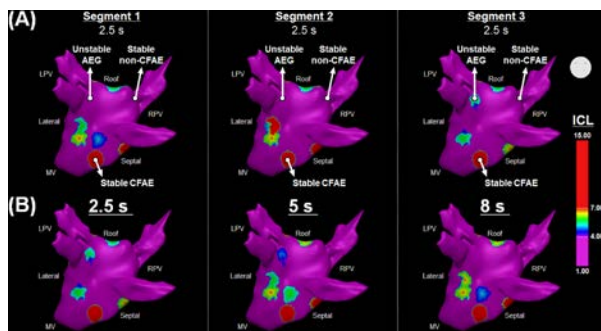 (A)
Segment 1
2.5 s
Unstable AEG
Stable non-CFAE
LPV
Roof
Lateral
RPV
Septal
MV
Stable CFAE
Segment 2
2.5 s
Unstable AEG
Stable non-CFAE
LPV
Roof
Lateral
RPV
Septal
MV
Stable CFAE
Segment 3
2.5 s
Unstable AEG
Stable non-CFAE
LPV
Roof
Lateral
RPV
Septal
MV
Stable CFAE
ICL
15.00
7.00
4.00
1.00
(B)
2.5 s
LPV
Roof
Lateral
RPV
Septal
MV
5 s
LPV
Roof
Lateral
RPV
Septal
MV
8 s
LPV
Roof
Lateral
RPV
Septal
MV